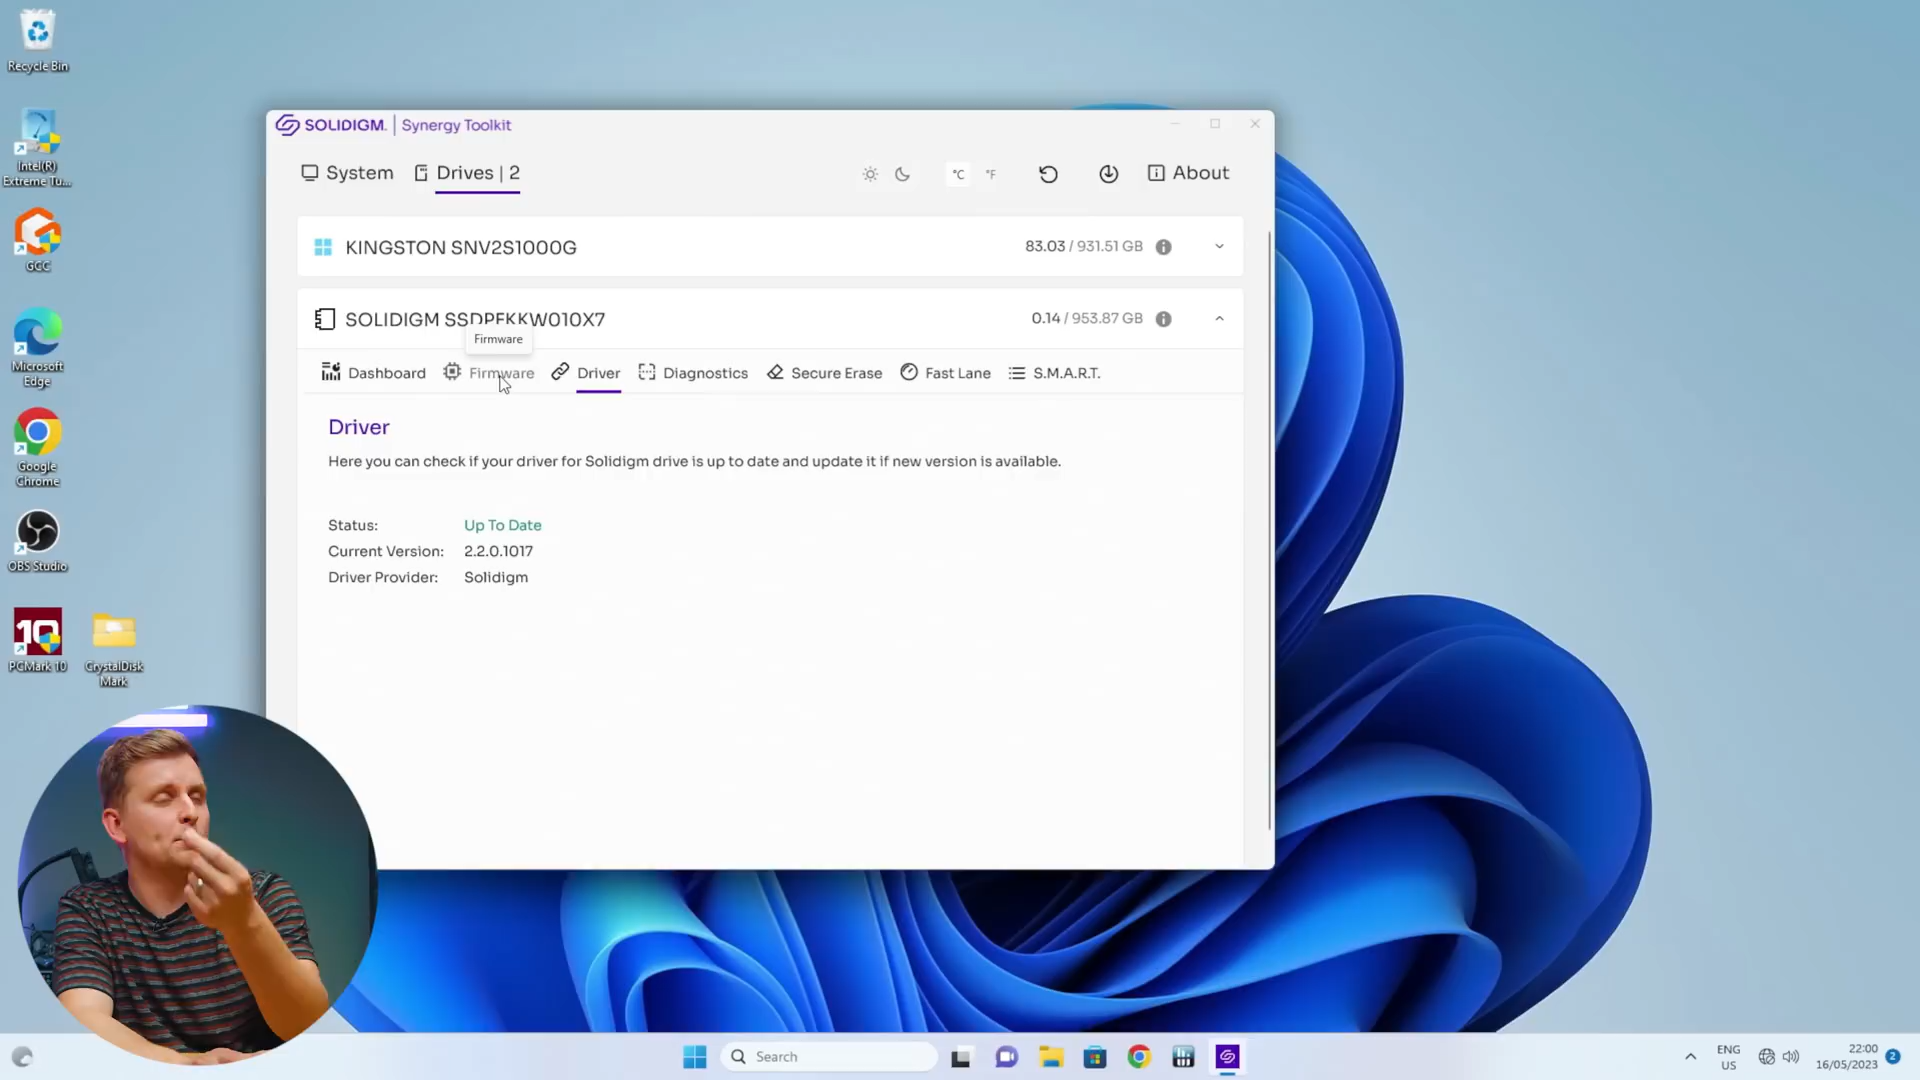 Recycle Bin
Intel(R)
Extreme Tu...
GCC
Microsoft
Edge
Google
Chrome
OBS Studio
10
PCMark 10
CrystalDisk
Mark
SOLIDIGM. | Synergy Toolkit
System
Drives | 2
°C
°F
About
KINGSTON SNV2S1000G
83.03 / 931.51 GB
SOLIDIGM SSDPFKKW010X7
0.14 / 953.87 GB
Firmware
Dashboard
Firmware
Driver
Diagnostics
Secure Erase
Fast Lane
S.M.A.R.T.
Driver
Here you can check if your driver for Solidigm drive is up to date and update it if new version is available.
Status: Up To Date
Current Version: 2.2.0.1017
Driver Provider: Solidigm
Search
ENG
US
22:00
16/05/2023
2